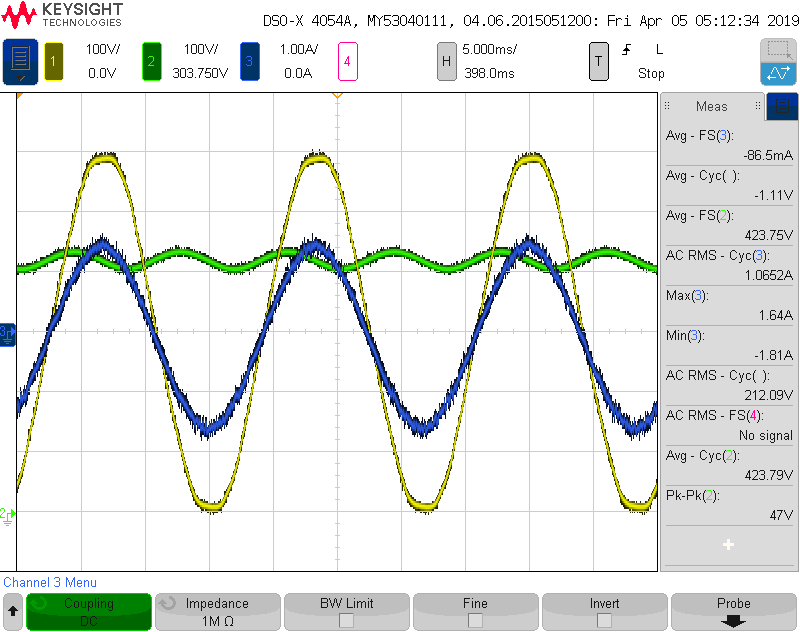 KEYSIGHT
TECHNOLOGIES
DSO-X 4054A, MY53040111, 04.06.2015051200: Fri Apr 05 05:12:34 2019
1 100V/ 2 100V/ 3 1.00A/ 4 H 5.000ms/ T L
0.0V 303.750V 0.0A 398.0ms Stop
Meas
Avg - FS(3):
-86.5mA
Avg - Cyc( ):
-1.11V
Avg - FS(2):
423.75V
AC RMS - Cyc(3):
1.0652A
Max(3):
1.64A
Min(3):
-1.81A
AC RMS - Cyc( ):
212.09V
AC RMS - FS(4):
No signal
Avg - Cyc(2):
423.79V
Pk-Pk(2):
47V
3
2
Channel 3 Menu
Coupling
DC
Impedance
1M Ω
BW Limit
Fine
Invert
Probe